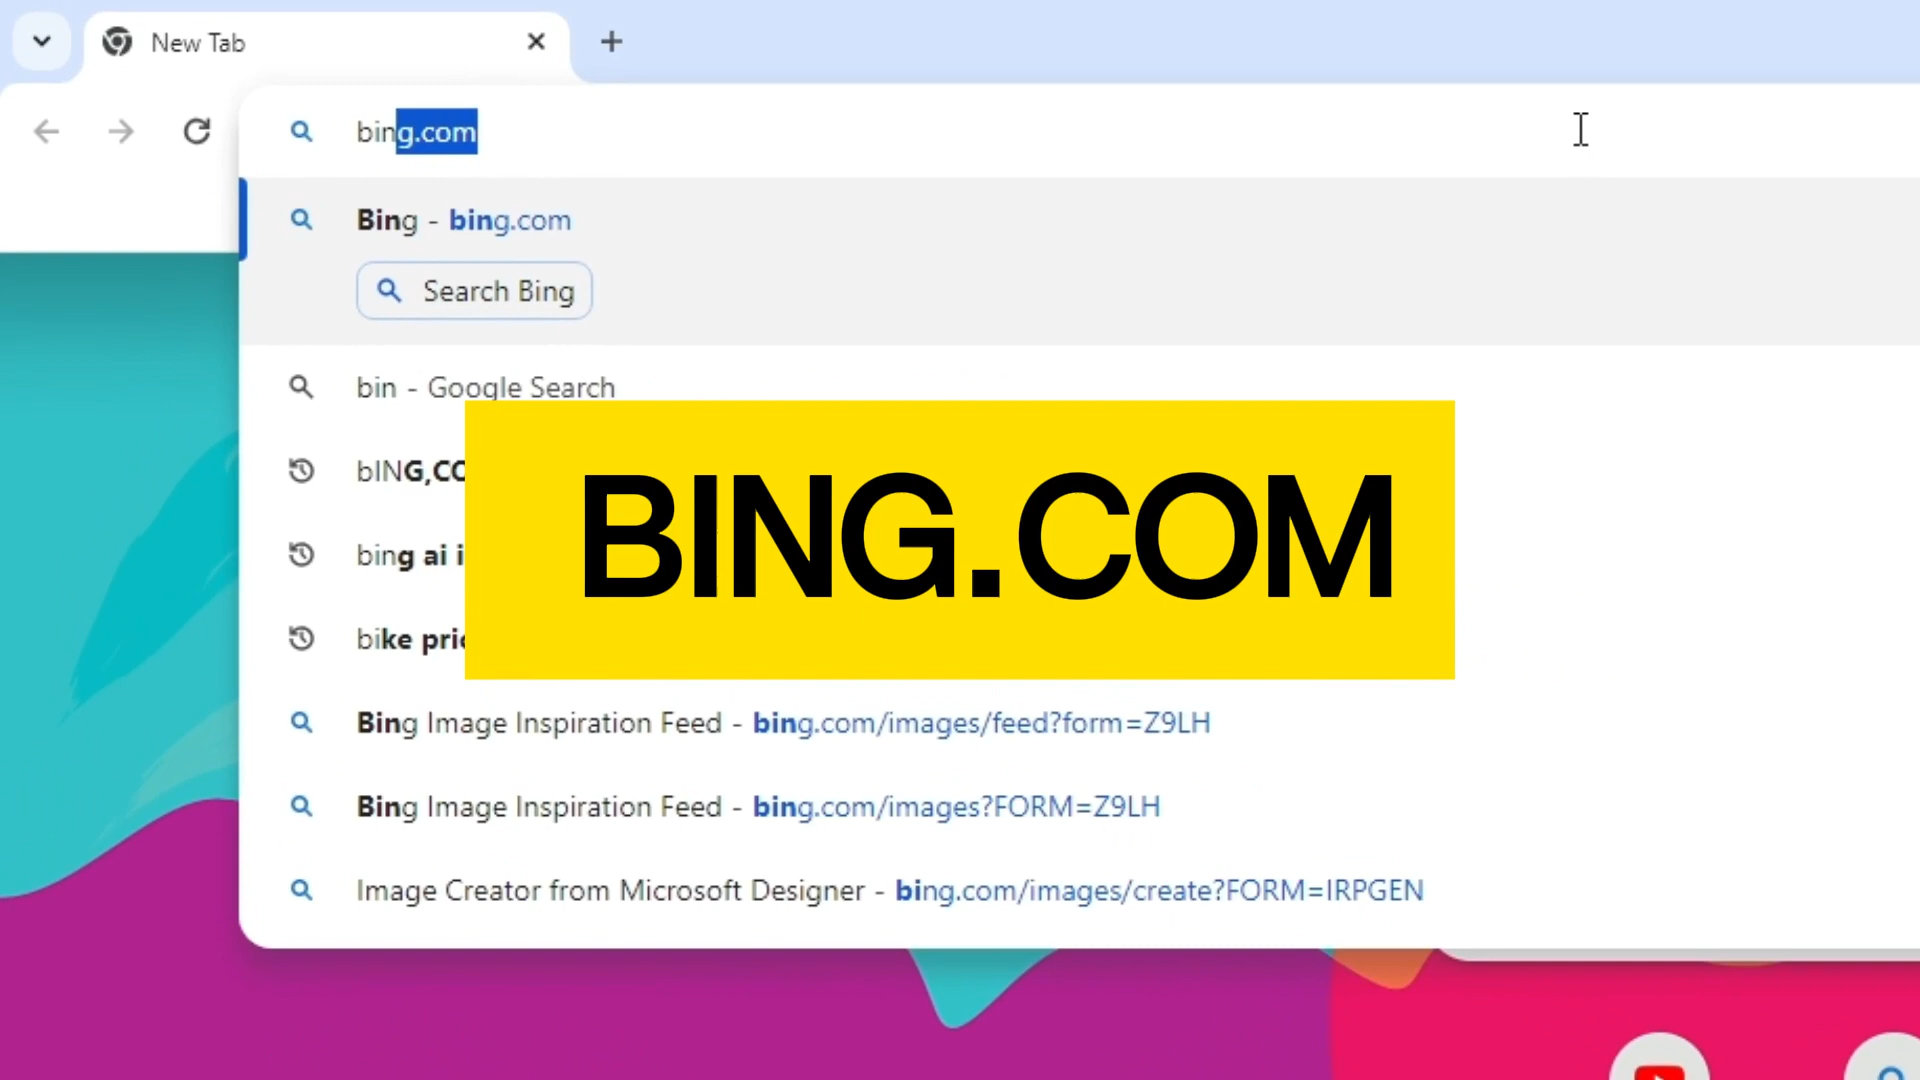 New Tab
bing.com
Bing - bing.com
Search Bing
bin - Google Search
bING,CO
bing ai i
bike pric
BING.COM
Bing Image Inspiration Feed - bing.com/images/feed?form=Z9LH
Bing Image Inspiration Feed - bing.com/images?FORM=Z9LH
Image Creator from Microsoft Designer - bing.com/images/create?FORM=IRPGEN